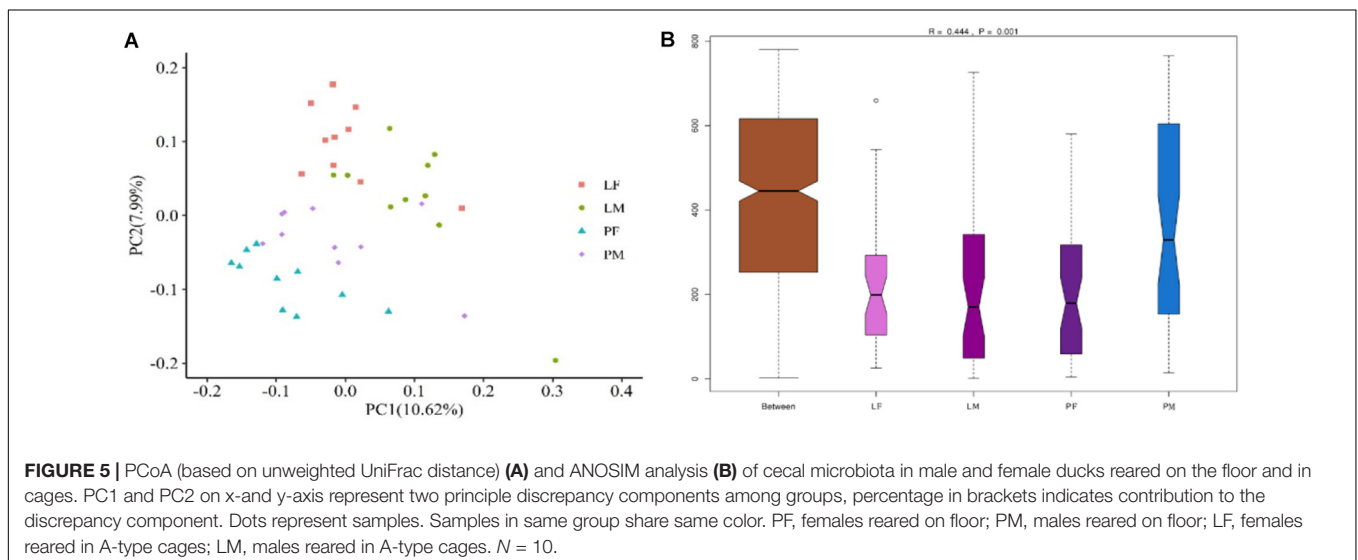 A
0.2
0.1
0.0
-0.1
-0.2
PC2(7.99%)
-0.2
-0.1
0.0
0.1
0.2
0.3
0.4
PC1(10.62%)
LF
LM
PF
PM
B
R = 0.444 , P = 0.001
800
600
400
200
0
Between
LF
LM
PF
PM
FIGURE 5 | PCoA (based on unweighted UniFrac distance) (A) and ANOSIM analysis (B) of cecal microbiota in male and female ducks reared on the floor and in
cages. PC1 and PC2 on x-and y-axis represent two principle discrepancy components among groups, percentage in brackets indicates contribution to the
discrepancy component. Dots represent samples. Samples in same group share same color. PF, females reared on floor; PM, males reared on floor; LF, females
reared in A-type cages; LM, males reared in A-type cages. N = 10.